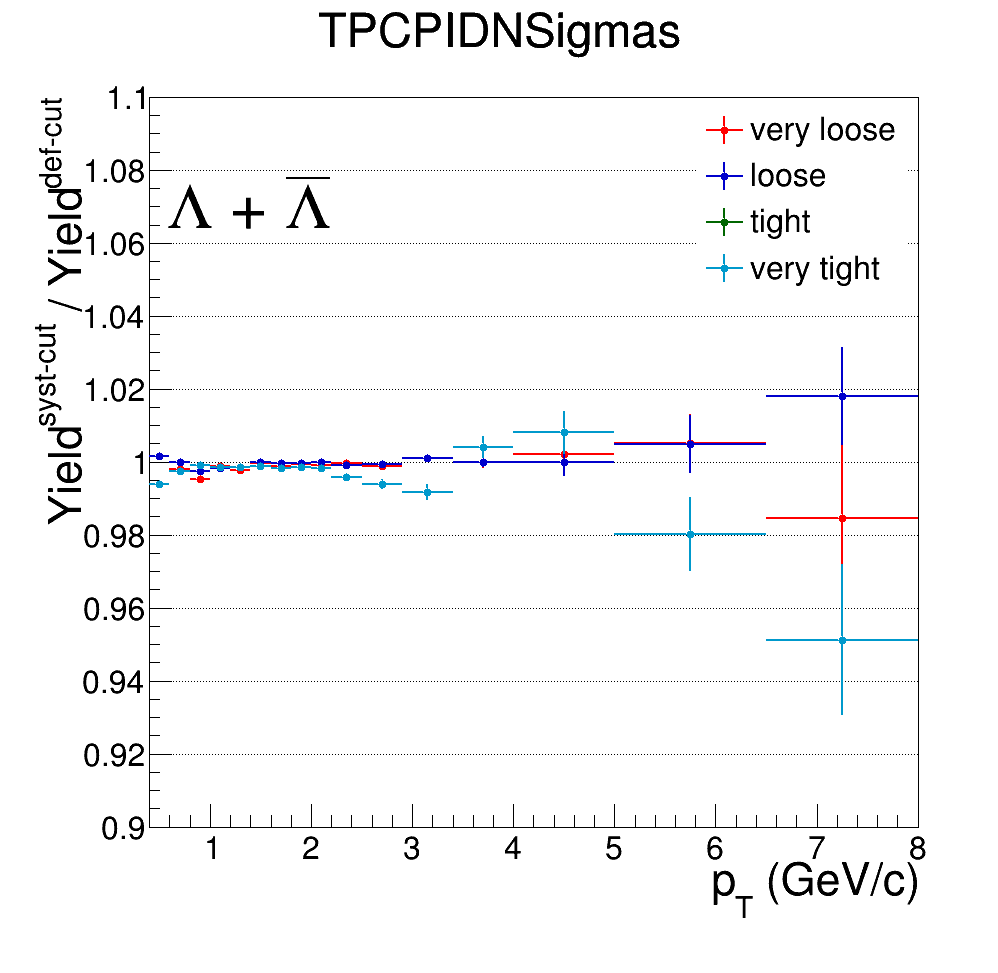 TPCPIDNSigmas
Yield^syst-cut / Yield^def-cut
1.1
1.08
1.06
1.04
1.02
1
0.98
0.96
0.94
0.92
0.9
Λ + Λ̅
very loose
loose
tight
very tight
1 2 3 4 5 6 7 8
p_T (GeV/c)